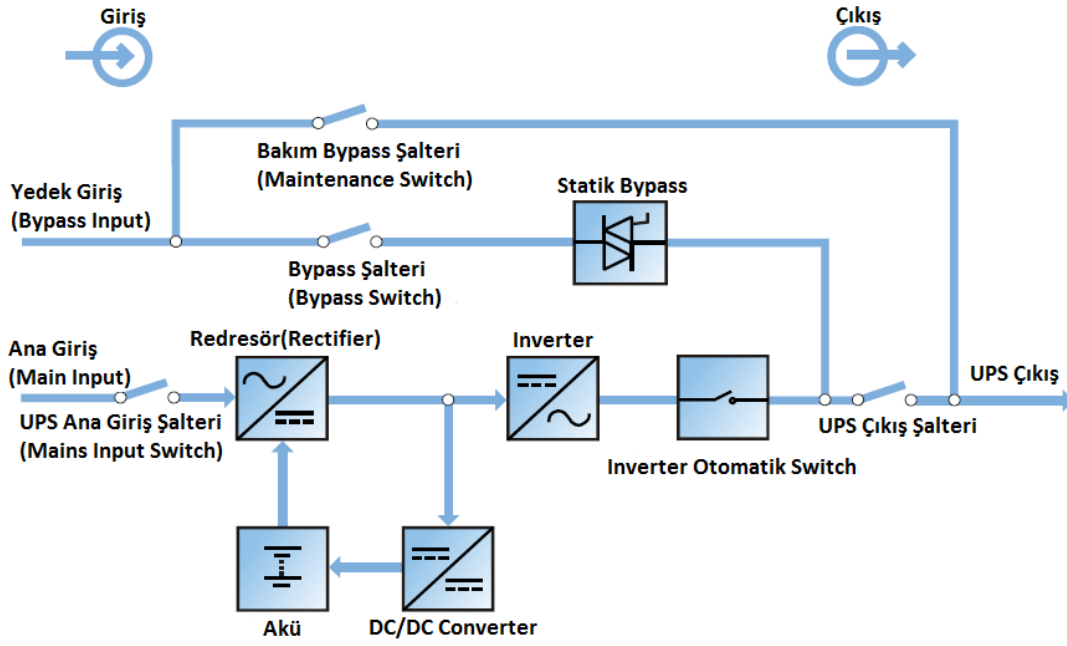 Giriş
Çıkış
Bakım Bypass Şalteri
(Maintenance Switch)
Yedek Giriş
(Bypass Input)
Statik Bypass
Bypass Şalteri
(Bypass Switch)
Redresör(Rectifier)
Inverter
Ana Giriş
(Main Input)
UPS Çıkış
UPS Ana Giriş Şalteri
(Mains Input Switch)
UPS Çıkış Şalteri
Inverter Otomatik Switch
Akü
DC/DC Converter